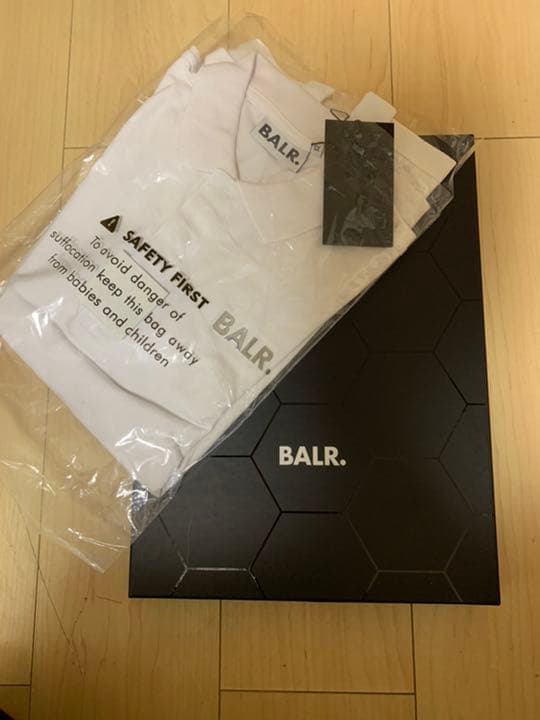 BALR.
SAFETY FIRST
To avoid danger of
suffocation keep this bag away
from babies and children
BALR.
BALR.